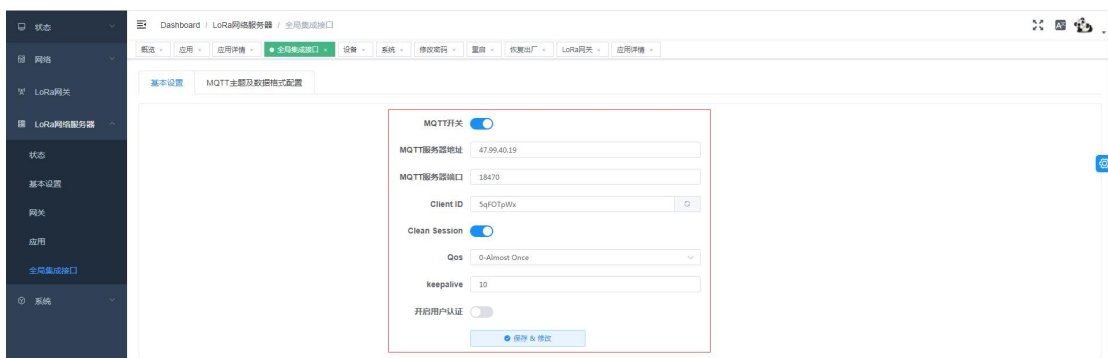 状态
网络
LoRa网关
LoRa网络服务器
状态
基本设置
网关
应用
全局集成接口
系统
Dashboard / LoRa网络服务器 / 全局集成接口
概览 × 应用 × 应用详情 × 全局集成接口 × 设备 × 系统 × 修改密码 × 重启 × 恢复出厂 × LoRa网关 × 应用详情 ×
基本设置 MQTT主题及数据格式配置
MQTT开关
MQTT服务器地址 47.99.40.19
MQTT服务器端口 18470
Client ID 5qFOTpWx
Clean Session
Qos 0-Almost Once
keepalive 10
开启用户认证
保存 & 修改